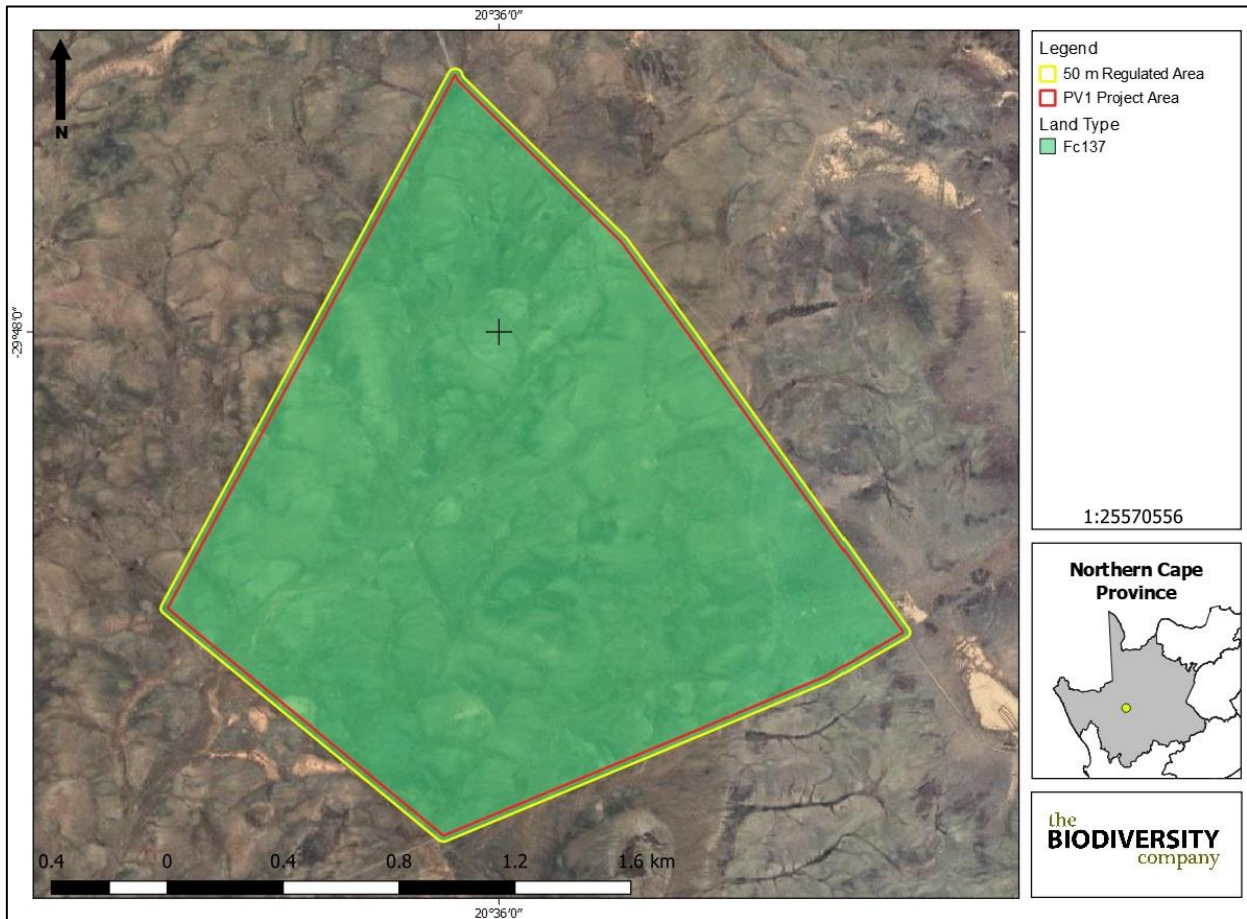 20°36'0"
N
-29°48'0"
Legend
50 m Regulated Area
PV1 Project Area
Land Type
Fc137
1:25570556
Northern Cape
Province
the
BIODIVERSITY
company
0.4 0 0.4 0.8 1.2 1.6 km
20°36'0"